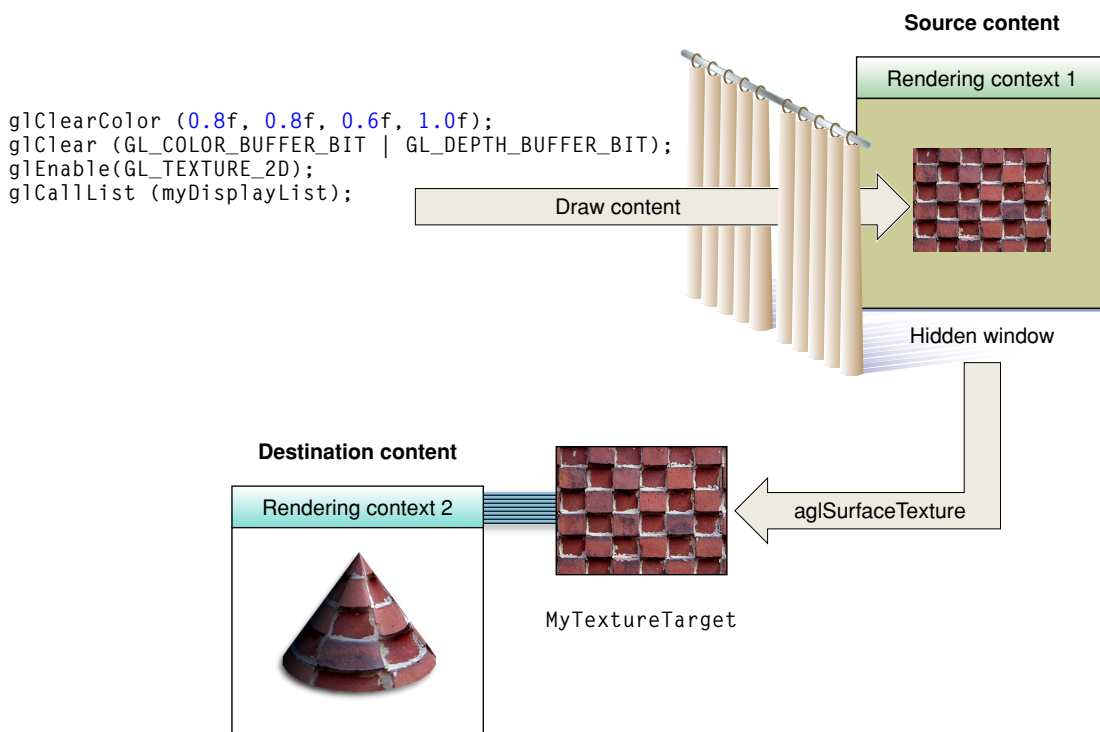 Source content
Rendering context 1
glClearColor (0.8f, 0.8f, 0.6f, 1.0f);
glClear (GL_COLOR_BUFFER_BIT | GL_DEPTH_BUFFER_BIT);
glEnable(GL_TEXTURE_2D);
glCallList (myDisplayList);
Draw content
Hidden window
Destination content
Rendering context 2
aglSurfaceTexture
MyTextureTarget